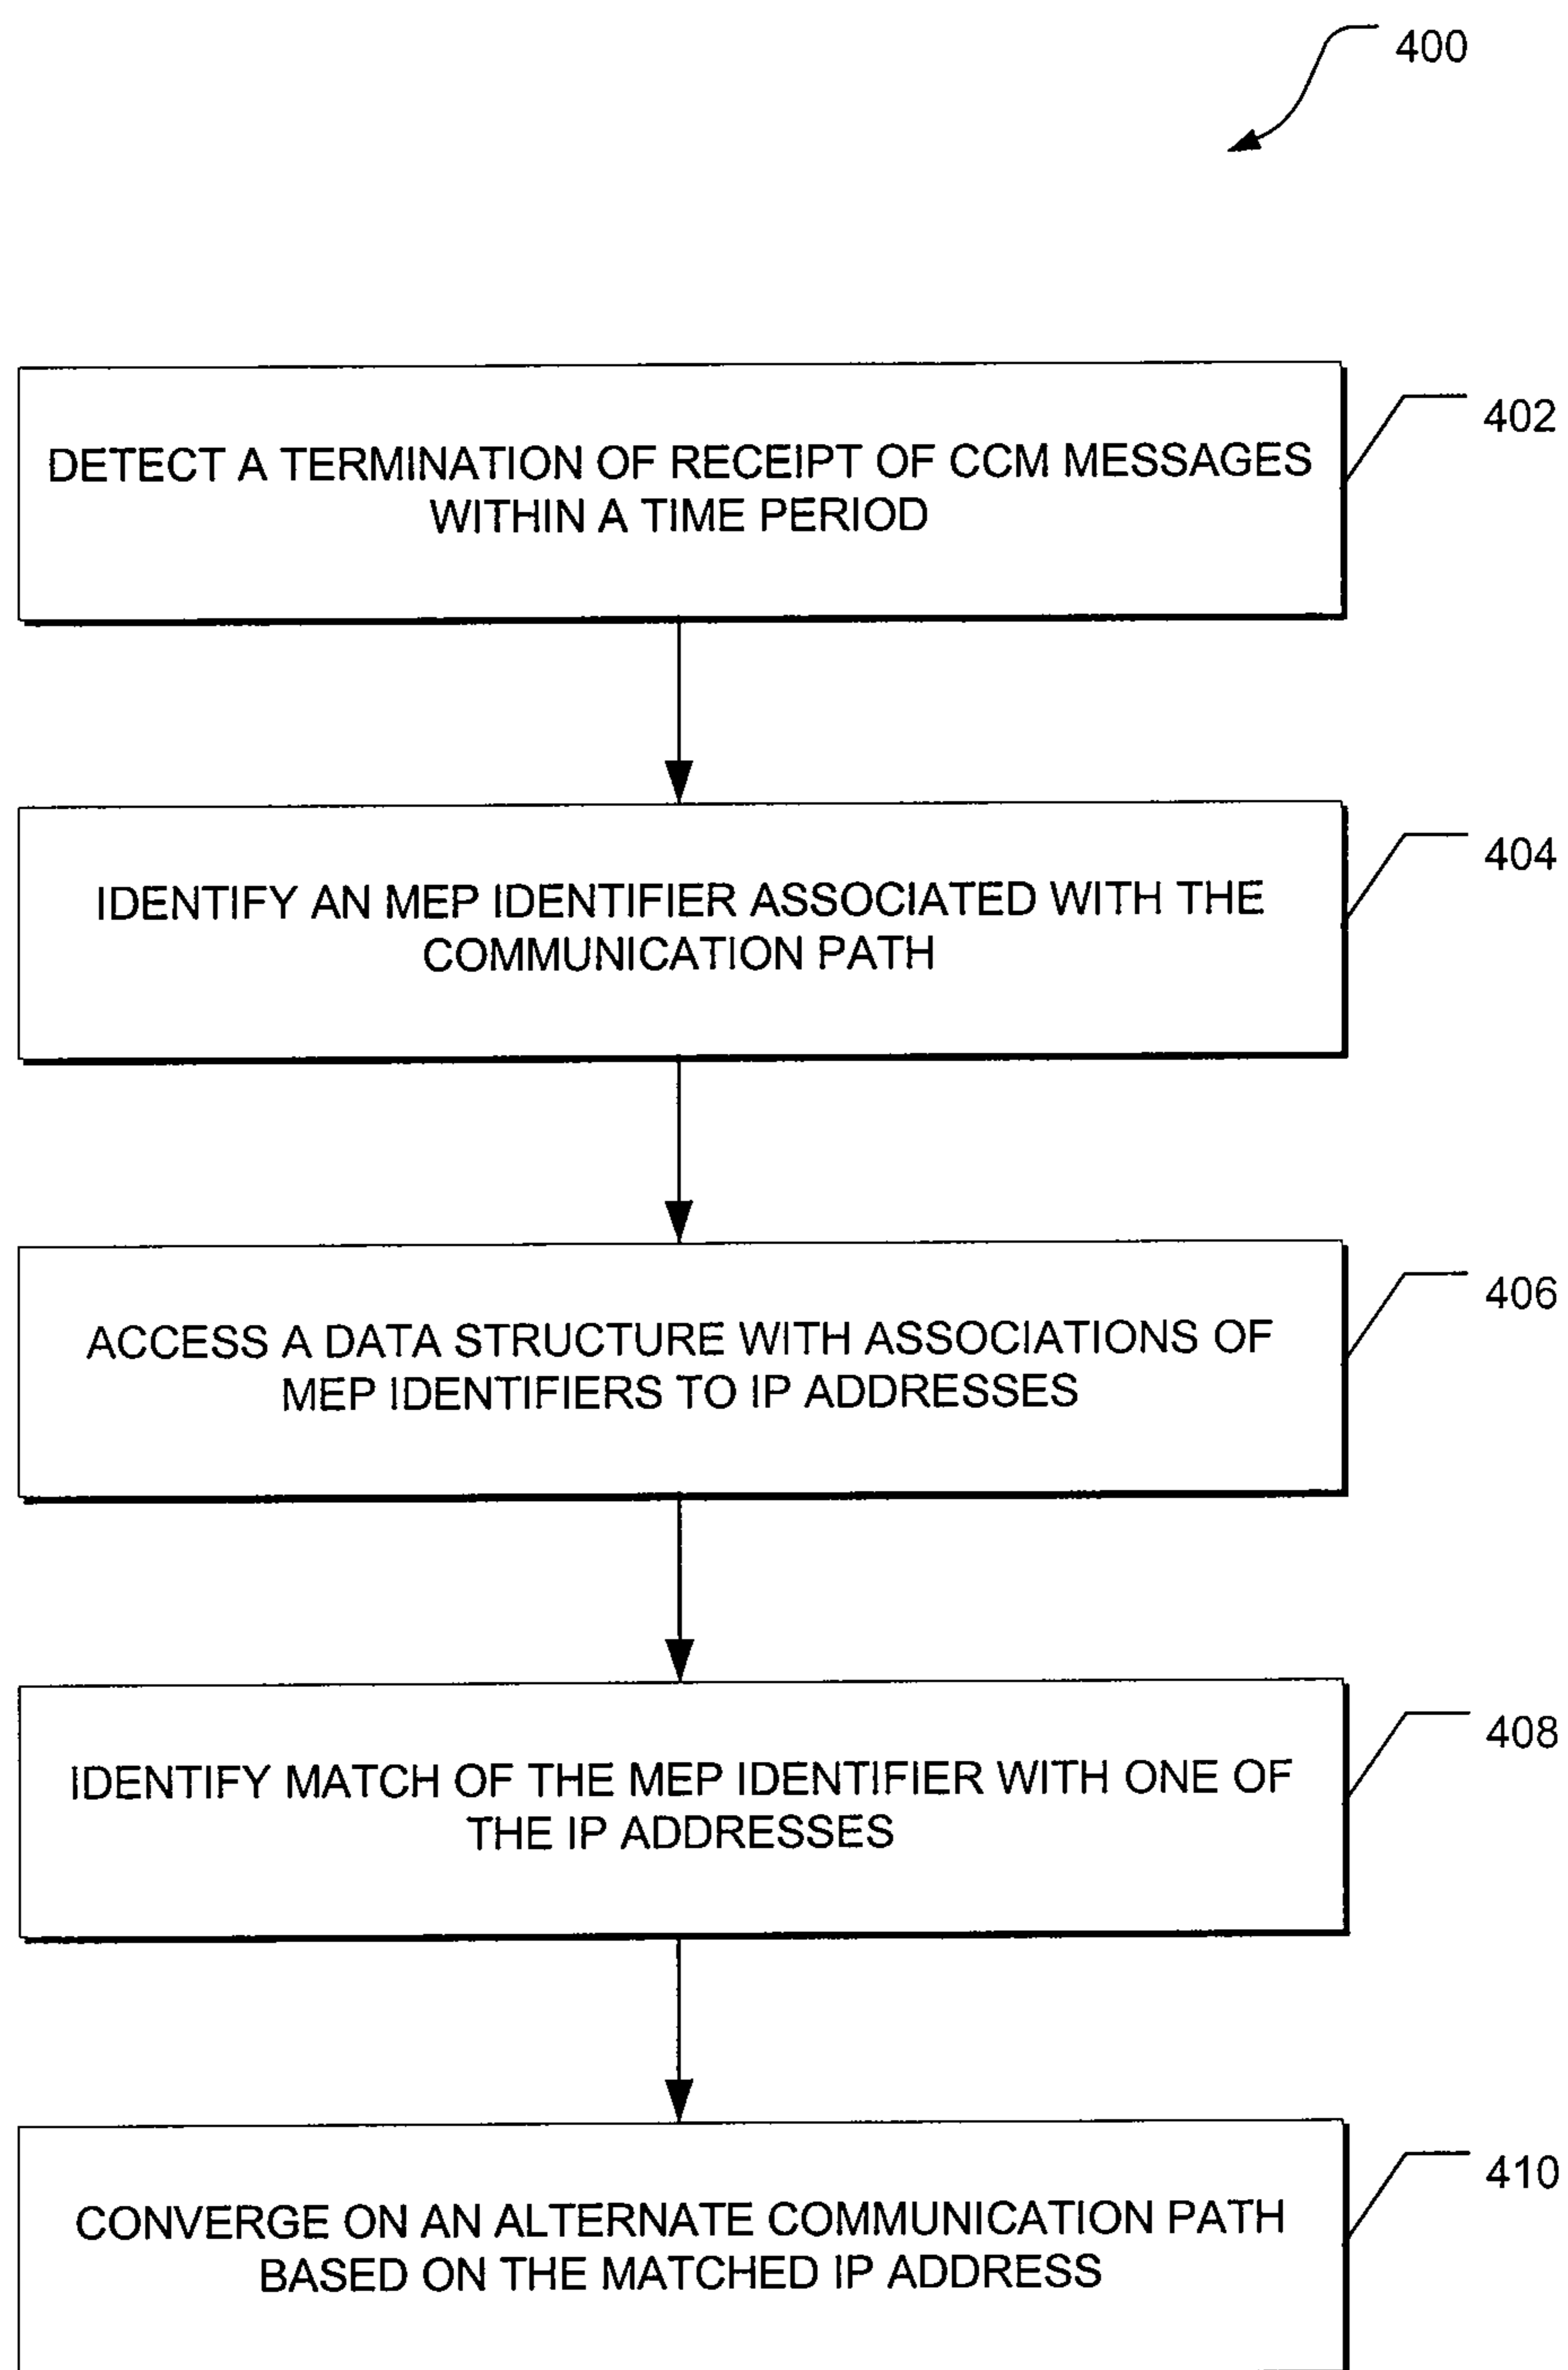 400
DETECT A TERMINATION OF RECEIPT OF CCM MESSAGES
WITHIN A TIME PERIOD
402
IDENTIFY AN MEP IDENTIFIER ASSOCIATED WITH THE
COMMUNICATION PATH
404
ACCESS A DATA STRUCTURE WITH ASSOCIATIONS OF
MEP IDENTIFIERS TO IP ADDRESSES
406
IDENTIFY MATCH OF THE MEP IDENTIFIER WITH ONE OF
THE IP ADDRESSES
408
CONVERGE ON AN ALTERNATE COMMUNICATION PATH
BASED ON THE MATCHED IP ADDRESS
410